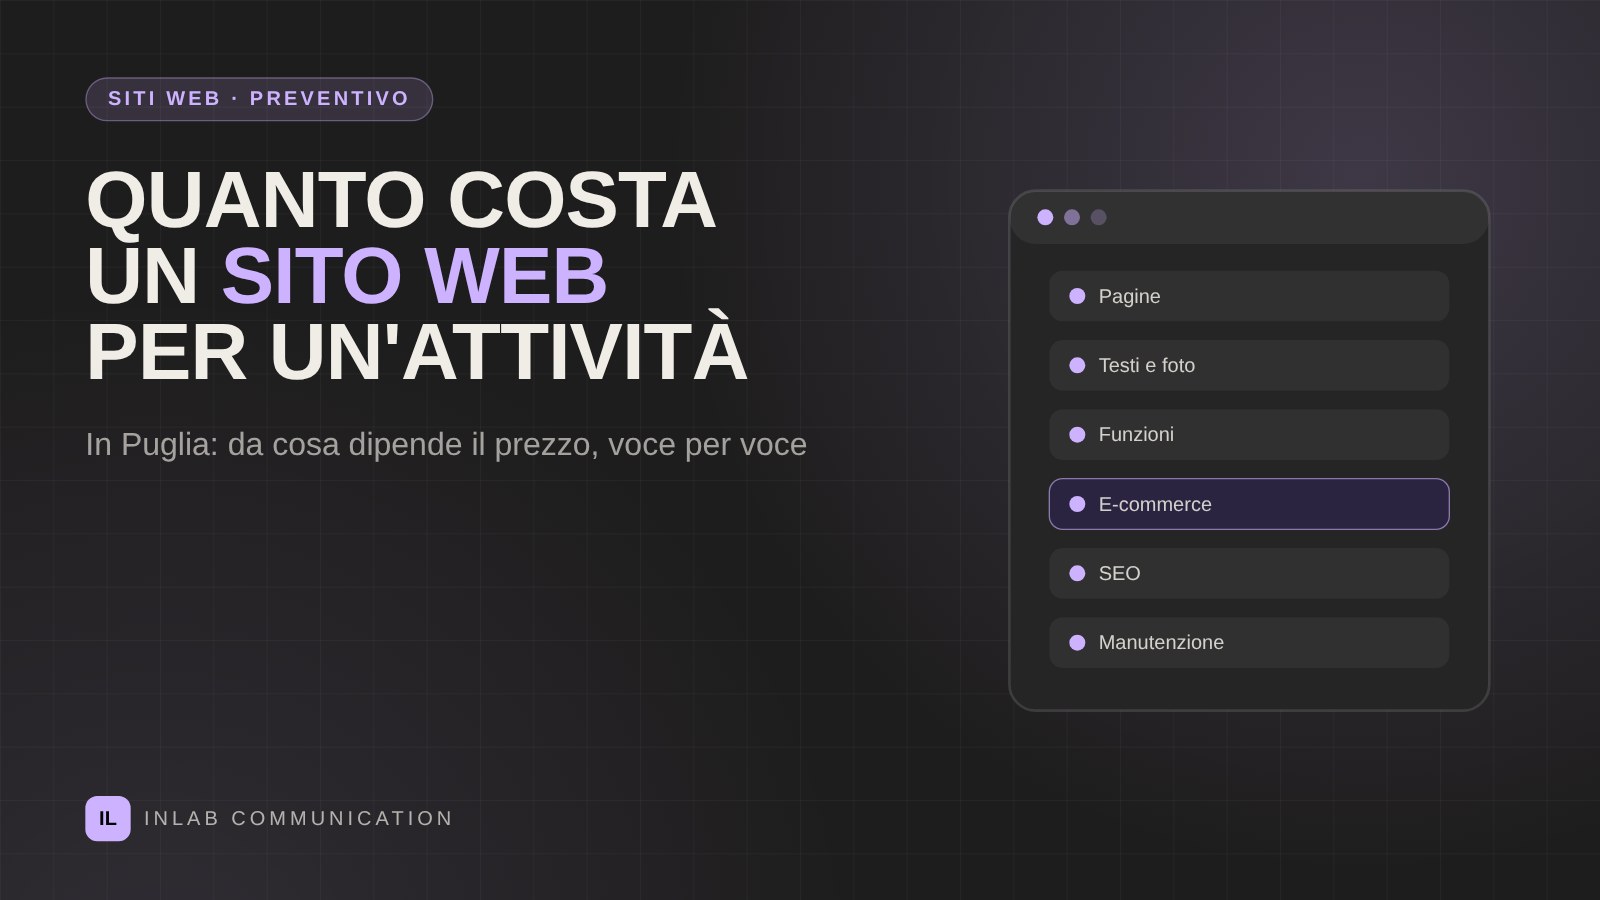 SITI WEB · PREVENTIVO
QUANTO COSTA
UN SITO WEB
PER UN'ATTIVITÀ
In Puglia: da cosa dipende il prezzo, voce per voce
Pagine
Testi e foto
Funzioni
E-commerce
SEO
Manutenzione
IL INLAB COMMUNICATION